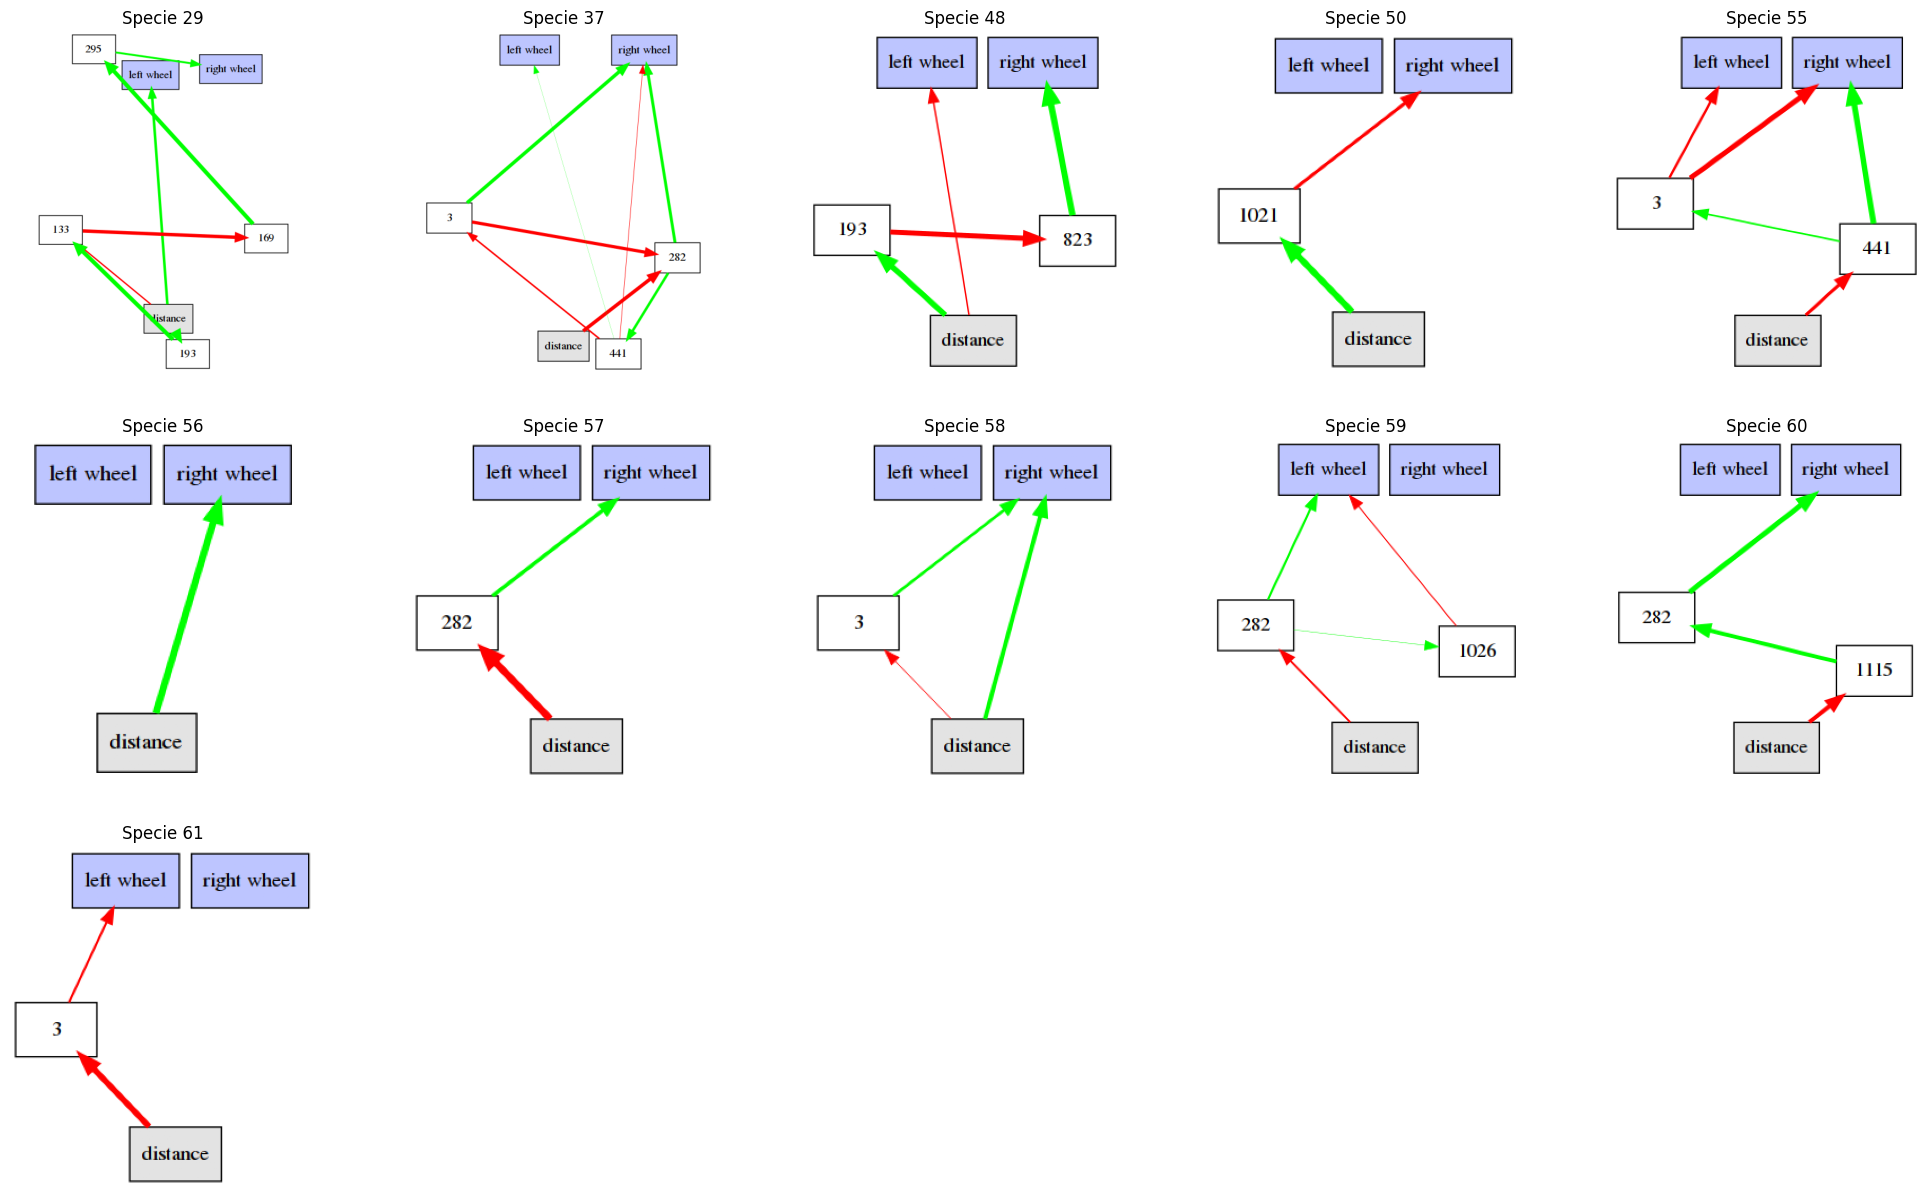 Specie 29
295
left wheel
right wheel
133
169
distance
193
Specie 37
left wheel
right wheel
3
282
distance
441
Specie 48
left wheel
right wheel
193
823
distance
Specie 50
left wheel
right wheel
1021
distance
Specie 55
left wheel
right wheel
3
441
distance
Specie 56
left wheel
right wheel
distance
Specie 57
left wheel
right wheel
282
distance
Specie 58
left wheel
right wheel
3
distance
Specie 59
left wheel
right wheel
282
1026
distance
Specie 60
left wheel
right wheel
282
1115
distance
Specie 61
left wheel
right wheel
3
distance